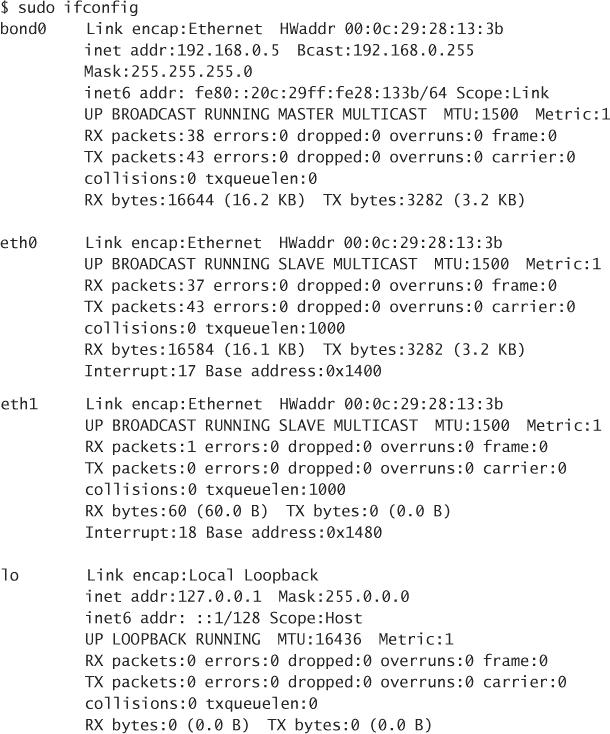 $ sudo ifconfig
bond0 Link encap:Ethernet HWaddr 00:0c:29:28:13:3b
inet addr:192.168.0.5 Bcast:192.168.0.255
Mask:255.255.255.0
inet6 addr: fe80::20c:29ff:fe28:133b/64 Scope:Link
UP BROADCAST RUNNING MASTER MULTICAST MTU:1500 Metric:1
RX packets:38 errors:0 dropped:0 overruns:0 frame:0
TX packets:43 errors:0 dropped:0 overruns:0 carrier:0
collisions:0 txqueuelen:0
RX bytes:16644 (16.2 KB) TX bytes:3282 (3.2 KB)
eth0 Link encap:Ethernet HWaddr 00:0c:29:28:13:3b
UP BROADCAST RUNNING SLAVE MULTICAST MTU:1500 Metric:1
RX packets:37 errors:0 dropped:0 overruns:0 frame:0
TX packets:43 errors:0 dropped:0 overruns:0 carrier:0
collisions:0 txqueuelen:1000
RX bytes:16584 (16.1 KB) TX bytes:3282 (3.2 KB)
Interrupt:17 Base address:0x1400
eth1 Link encap:Ethernet HWaddr 00:0c:29:28:13:3b
UP BROADCAST RUNNING SLAVE MULTICAST MTU:1500 Metric:1
RX packets:1 errors:0 dropped:0 overruns:0 frame:0
TX packets:0 errors:0 dropped:0 overruns:0 carrier:0
collisions:0 txqueuelen:1000
RX bytes:60 (60.0 B) TX bytes:0 (0.0 B)
Interrupt:18 Base address:0x1480
lo Link encap:Local Loopback
inet addr:127.0.0.1 Mask:255.0.0.0
inet6 addr: ::1/128 Scope:Host
UP LOOPBACK RUNNING MTU:16436 Metric:1
RX packets:0 errors:0 dropped:0 overruns:0 frame:0
TX packets:0 errors:0 dropped:0 overruns:0 carrier:0
collisions:0 txqueuelen:0
RX bytes:0 (0.0 B) TX bytes:0 (0.0 B)